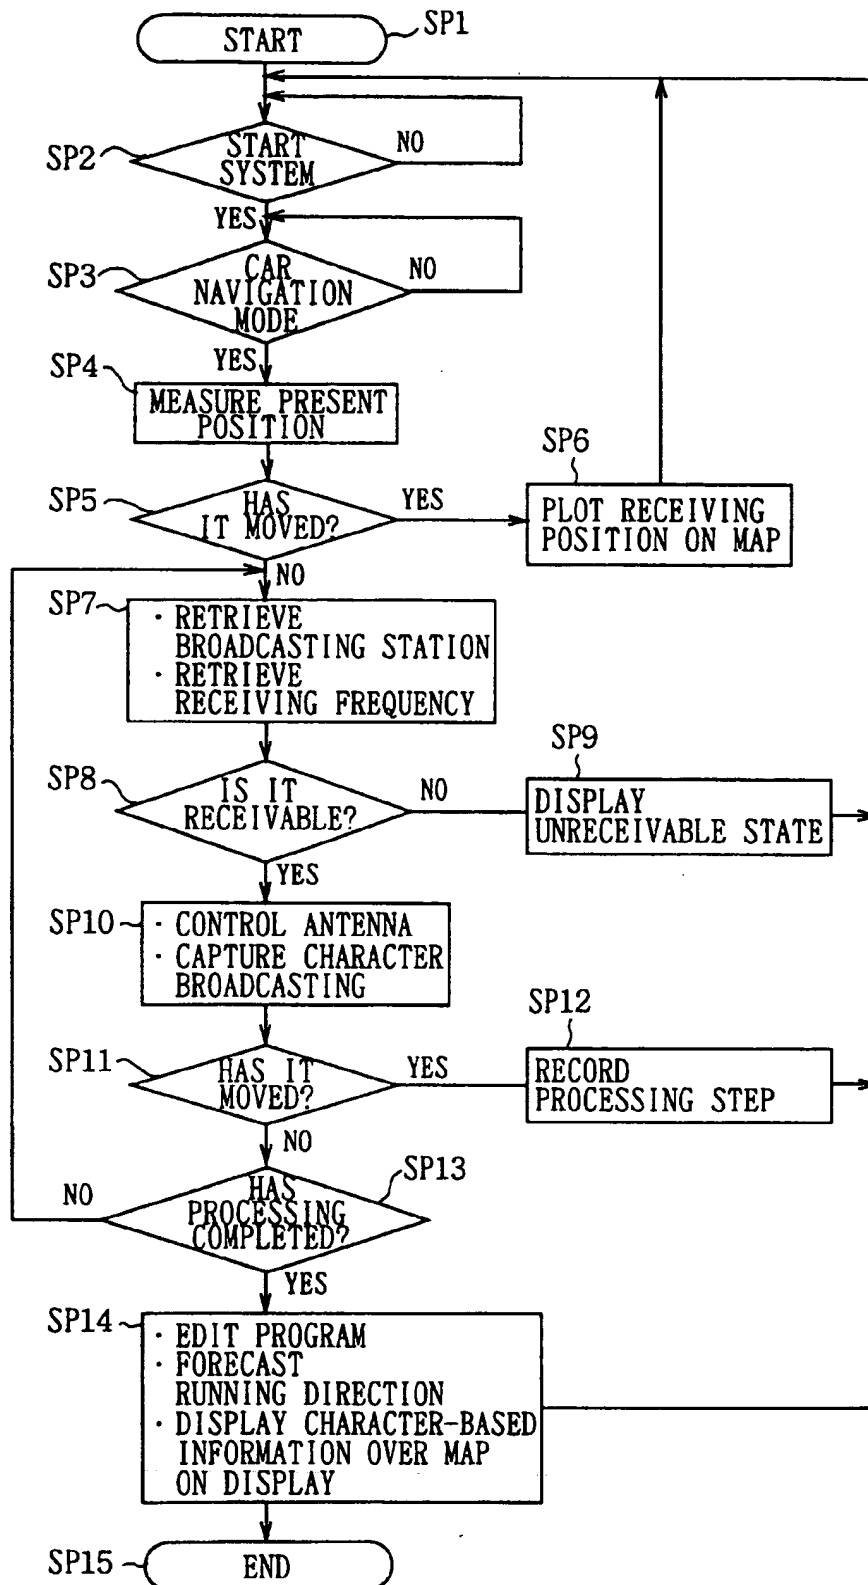 START
SP1
SP2
START
SYSTEM
NO
YES
SP3
CAR
NAVIGATION
MODE
NO
YES
SP4
MEASURE PRESENT
POSITION
SP5
HAS
IT MOVED?
YES
SP6
PLOT RECEIVING
POSITION ON MAP
NO
SP7
· RETRIEVE
BROADCASTING STATION
· RETRIEVE
RECEIVING FREQUENCY
SP8
IS IT
RECEIVABLE?
NO
SP9
DISPLAY
UNRECEIVABLE STATE
YES
SP10
· CONTROL ANTENNA
· CAPTURE CHARACTER
BROADCASTING
SP11
HAS IT
MOVED?
YES
SP12
RECORD
PROCESSING STEP
NO
SP13
HAS
PROCESSING
COMPLETED?
NO
YES
SP14
· EDIT PROGRAM
· FORECAST
RUNNING DIRECTION
· DISPLAY CHARACTER-BASED
INFORMATION OVER MAP
ON DISPLAY
SP15
END